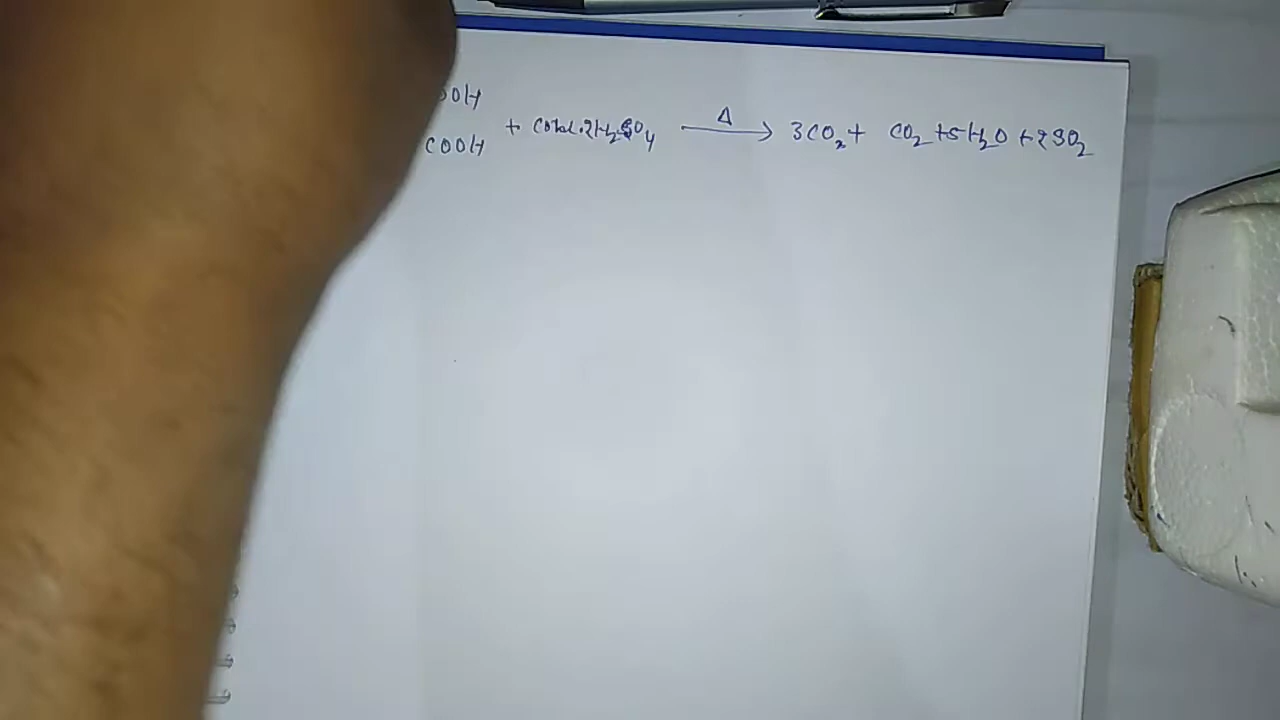 OOH
COOH + conc.2H₂SO₄ —Δ→ 3CO₂ + CO₂ + 5H₂O + 2SO₂